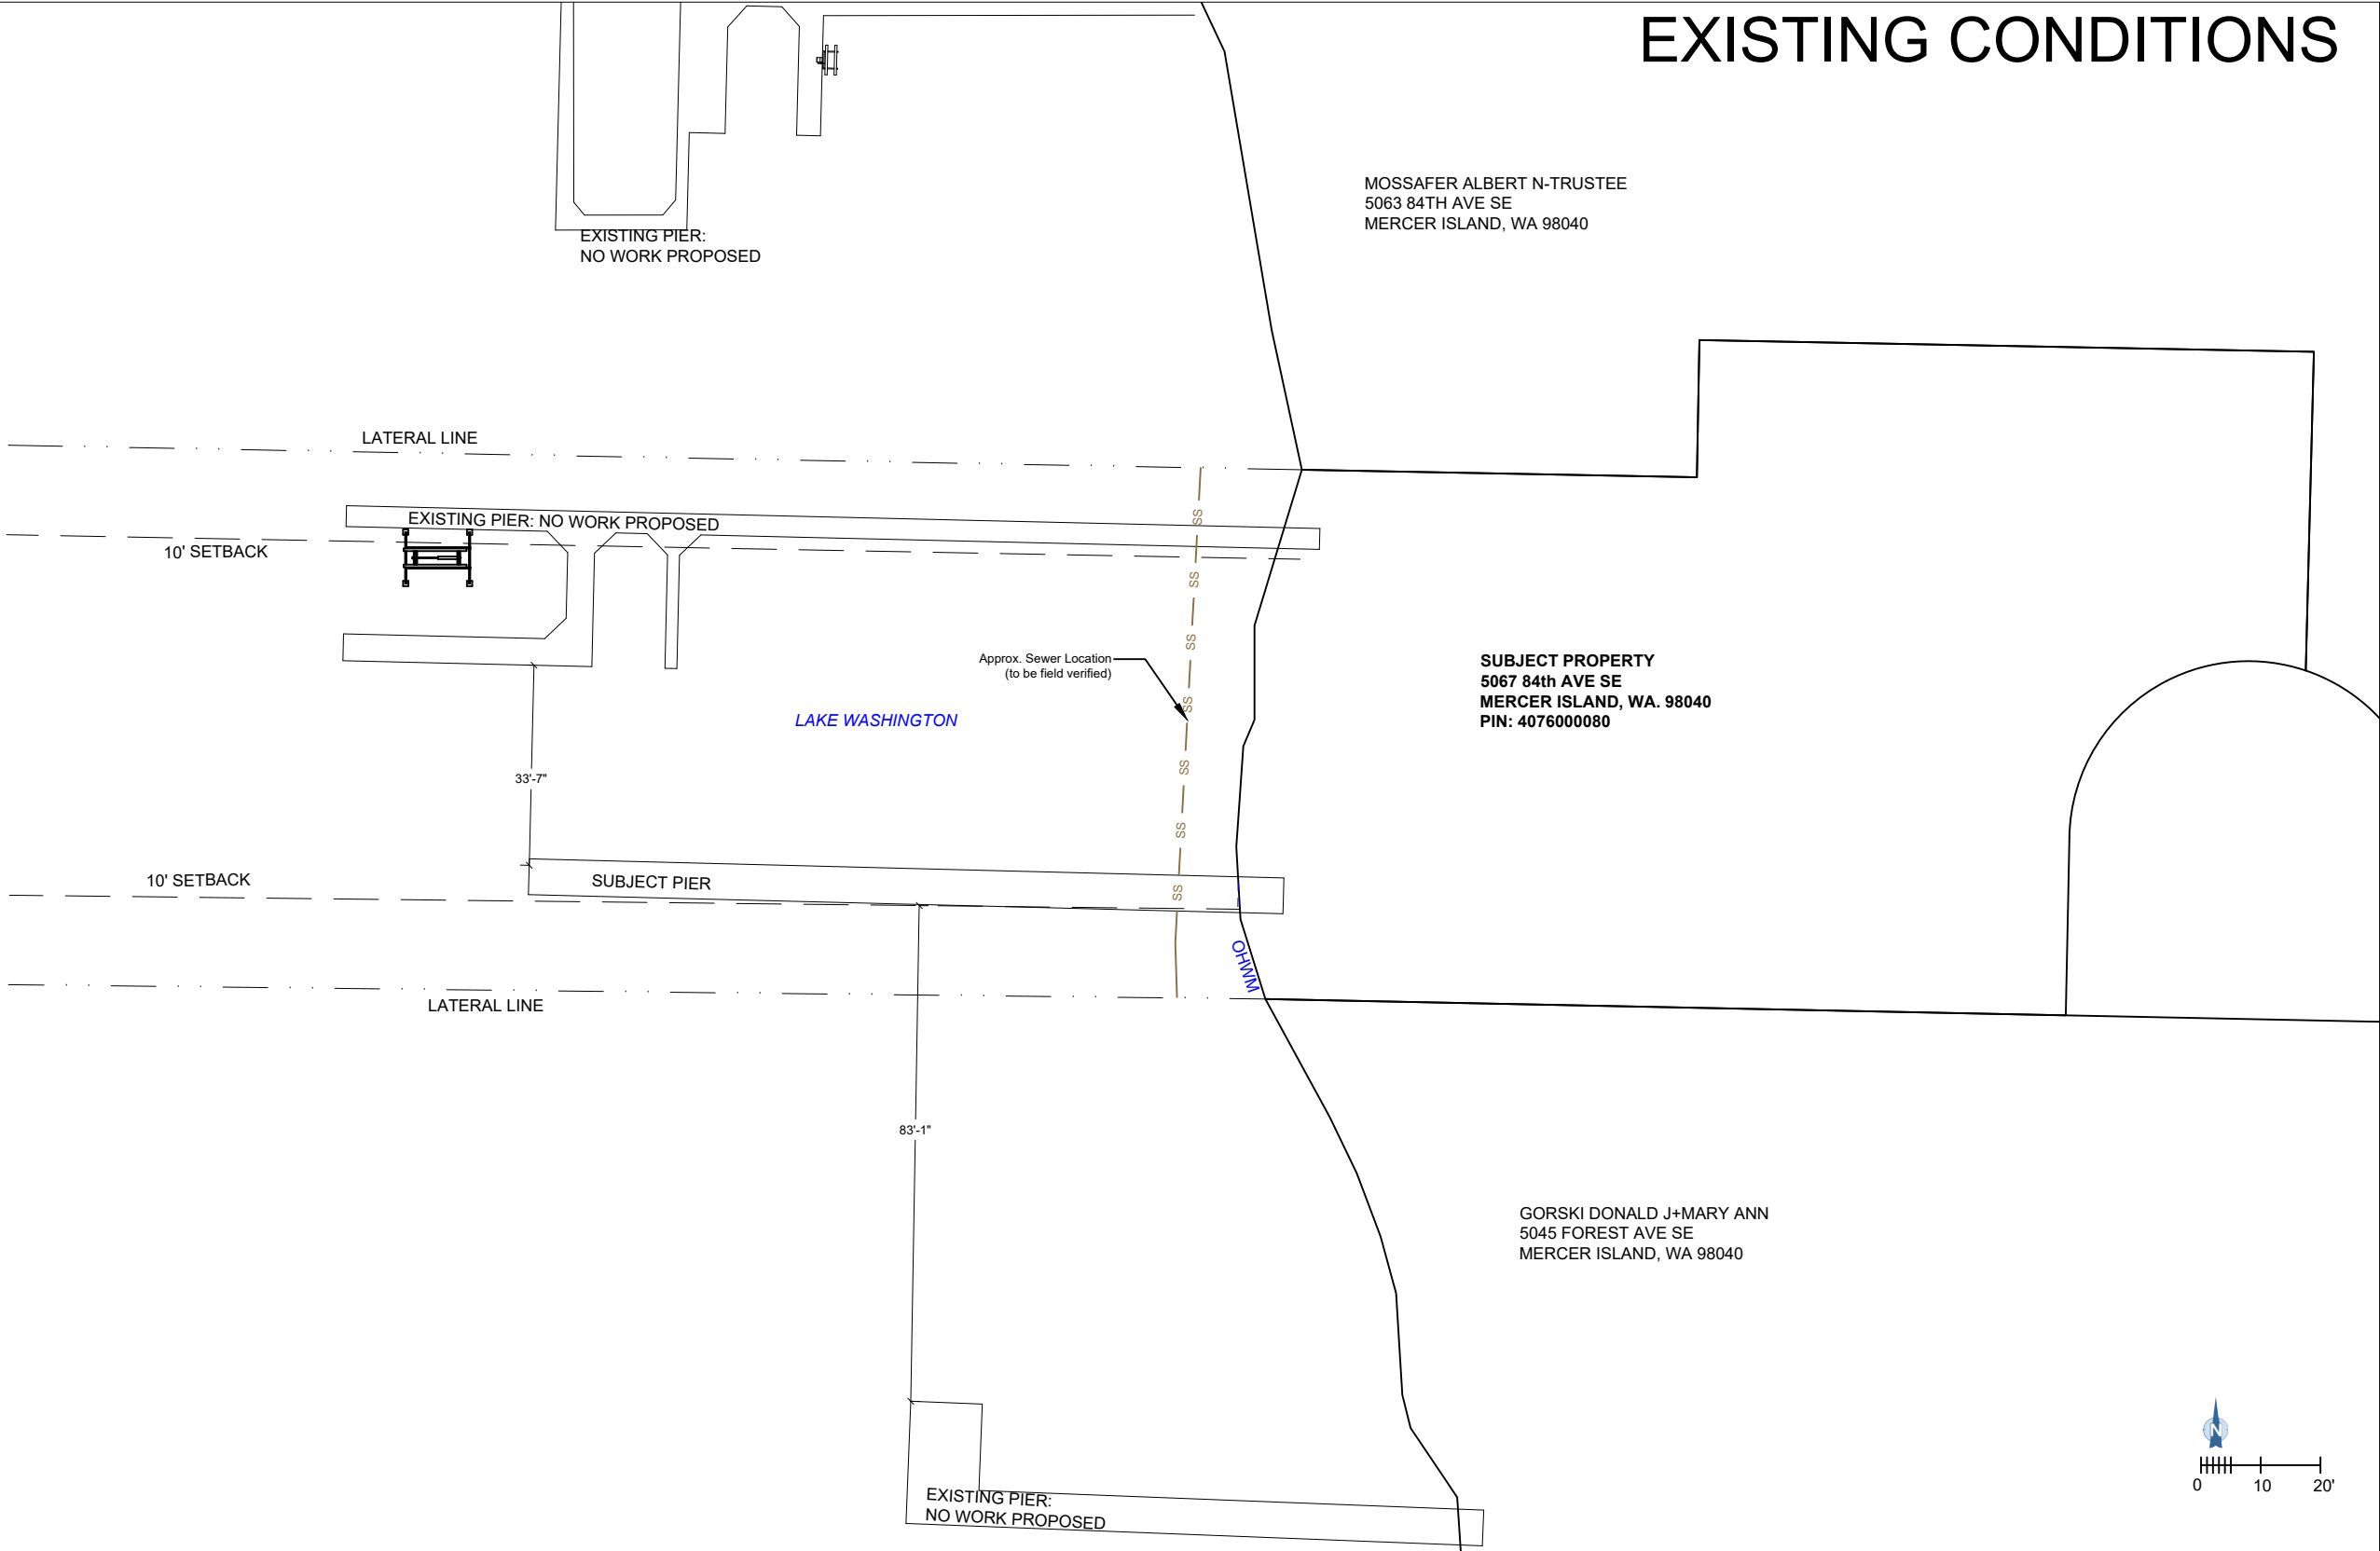 EXISTING CONDITIONS
MOSSAFER ALBERT N-TRUSTEE
5063 84TH AVE SE
MERCER ISLAND, WA 98040
EXISTING PIER:
NO WORK PROPOSED
LATERAL LINE
EXISTING PIER: NO WORK PROPOSED
SS
10' SETBACK
SS
SS
Approx. Sewer Location
(to be field verified)
SUBJECT PROPERTY
5067 84th AVE SE
MERCER ISLAND, WA. 98040
PIN: 4076000080
SS
LAKE WASHINGTON
SS
33'-7"
SS
10' SETBACK
SUBJECT PIER
SS
OHWM
LATERAL LINE
83'-1"
GORSKI DONALD J+MARY ANN
5045 FOREST AVE SE
MERCER ISLAND, WA 98040
N
0 10 20'
EXISTING PIER:
NO WORK PROPOSED